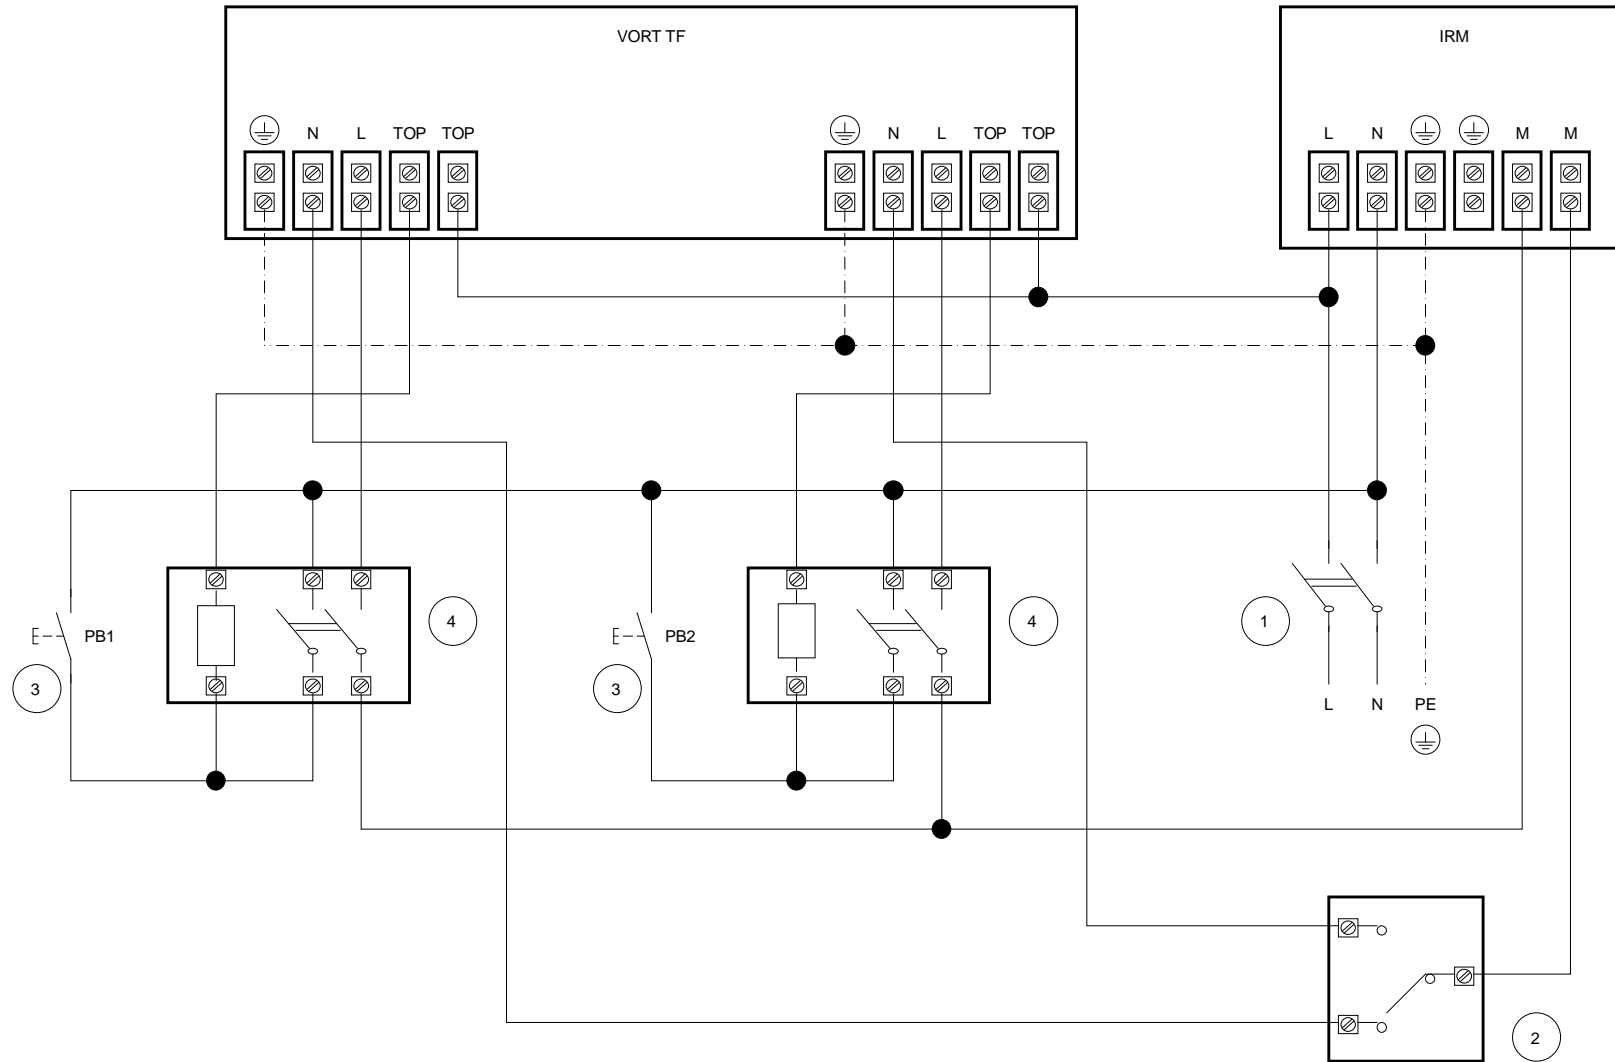 VORT TF
IRM
N L TOP TOP
N L TOP TOP
L N M M
PB1
4
PB2
4
1
3
3
L N PE
2